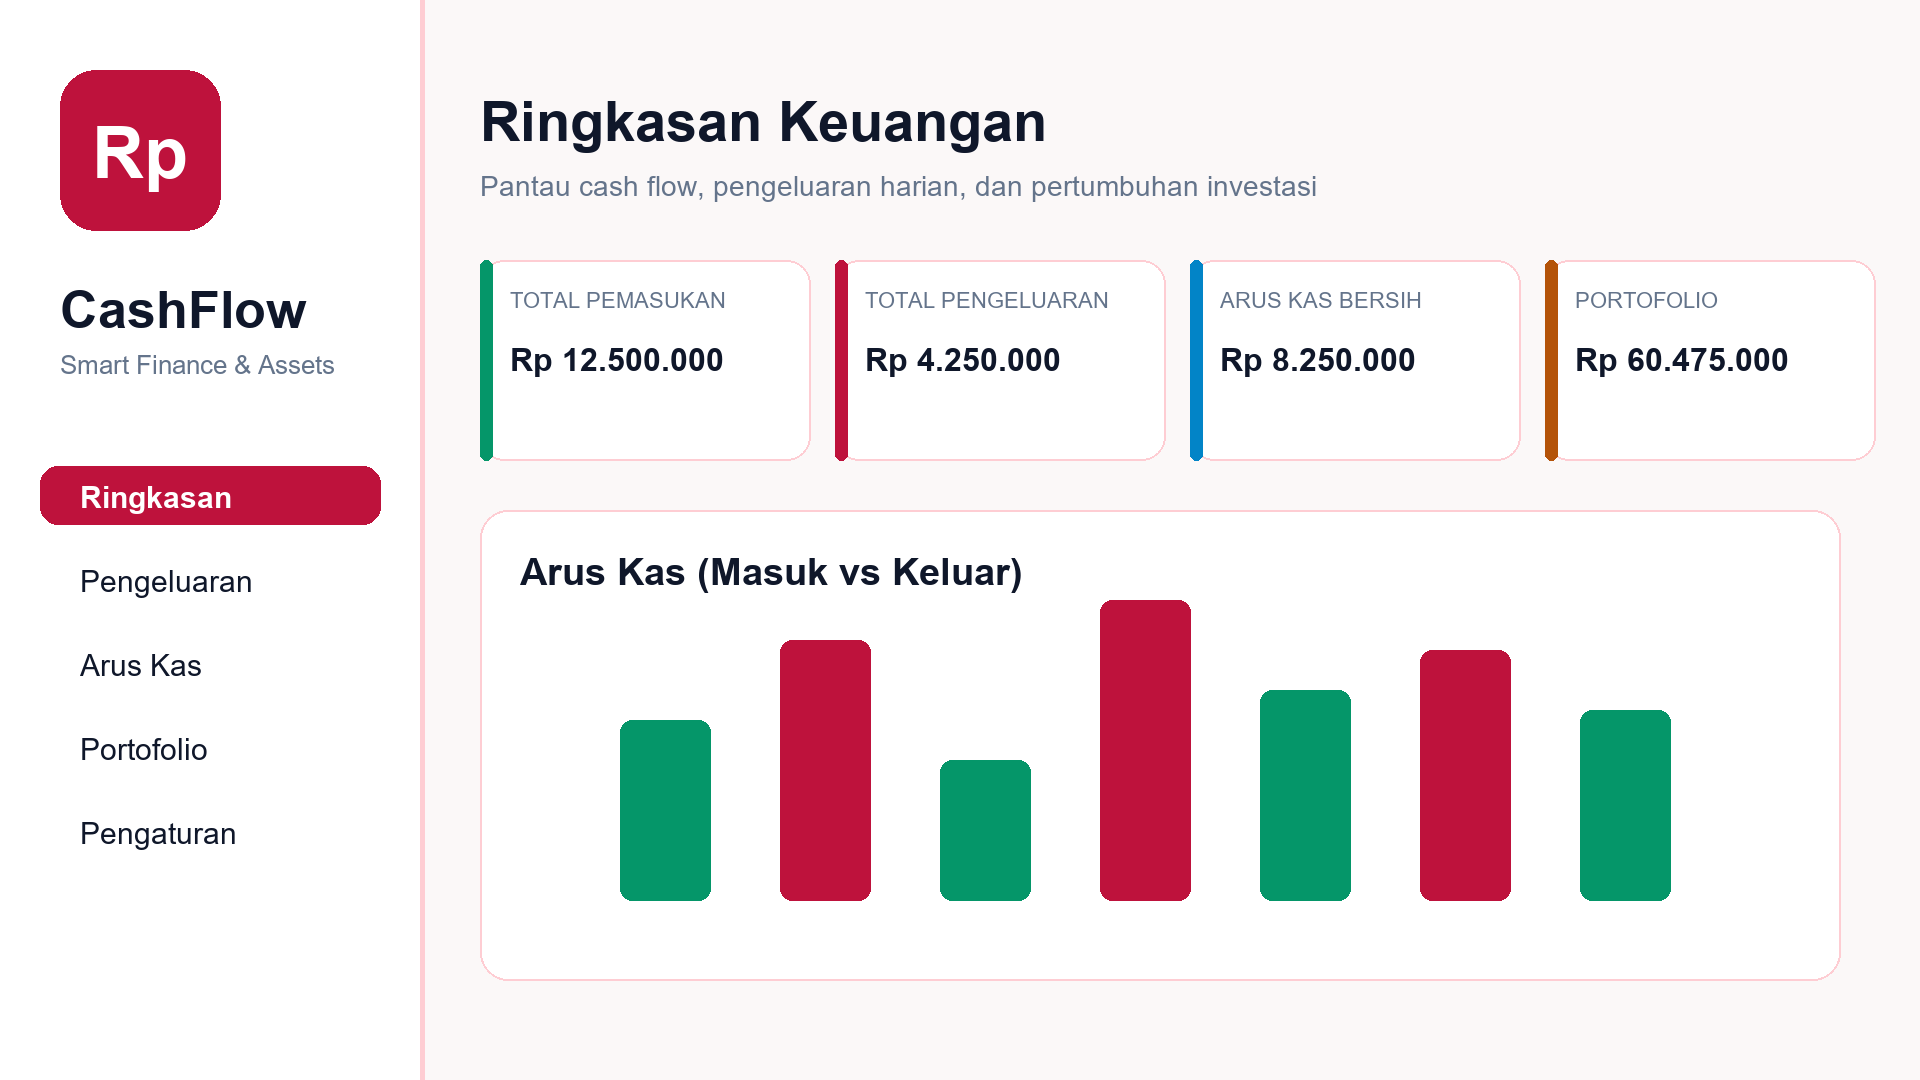 Rp
CashFlow
Smart Finance & Assets
Ringkasan
Pengeluaran
Arus Kas
Portofolio
Pengaturan
Ringkasan Keuangan
Pantau cash flow, pengeluaran harian, dan pertumbuhan investasi
TOTAL PEMASUKAN
Rp 12.500.000
TOTAL PENGELUARAN
Rp 4.250.000
ARUS KAS BERSIH
Rp 8.250.000
PORTOFOLIO
Rp 60.475.000
Arus Kas (Masuk vs Keluar)